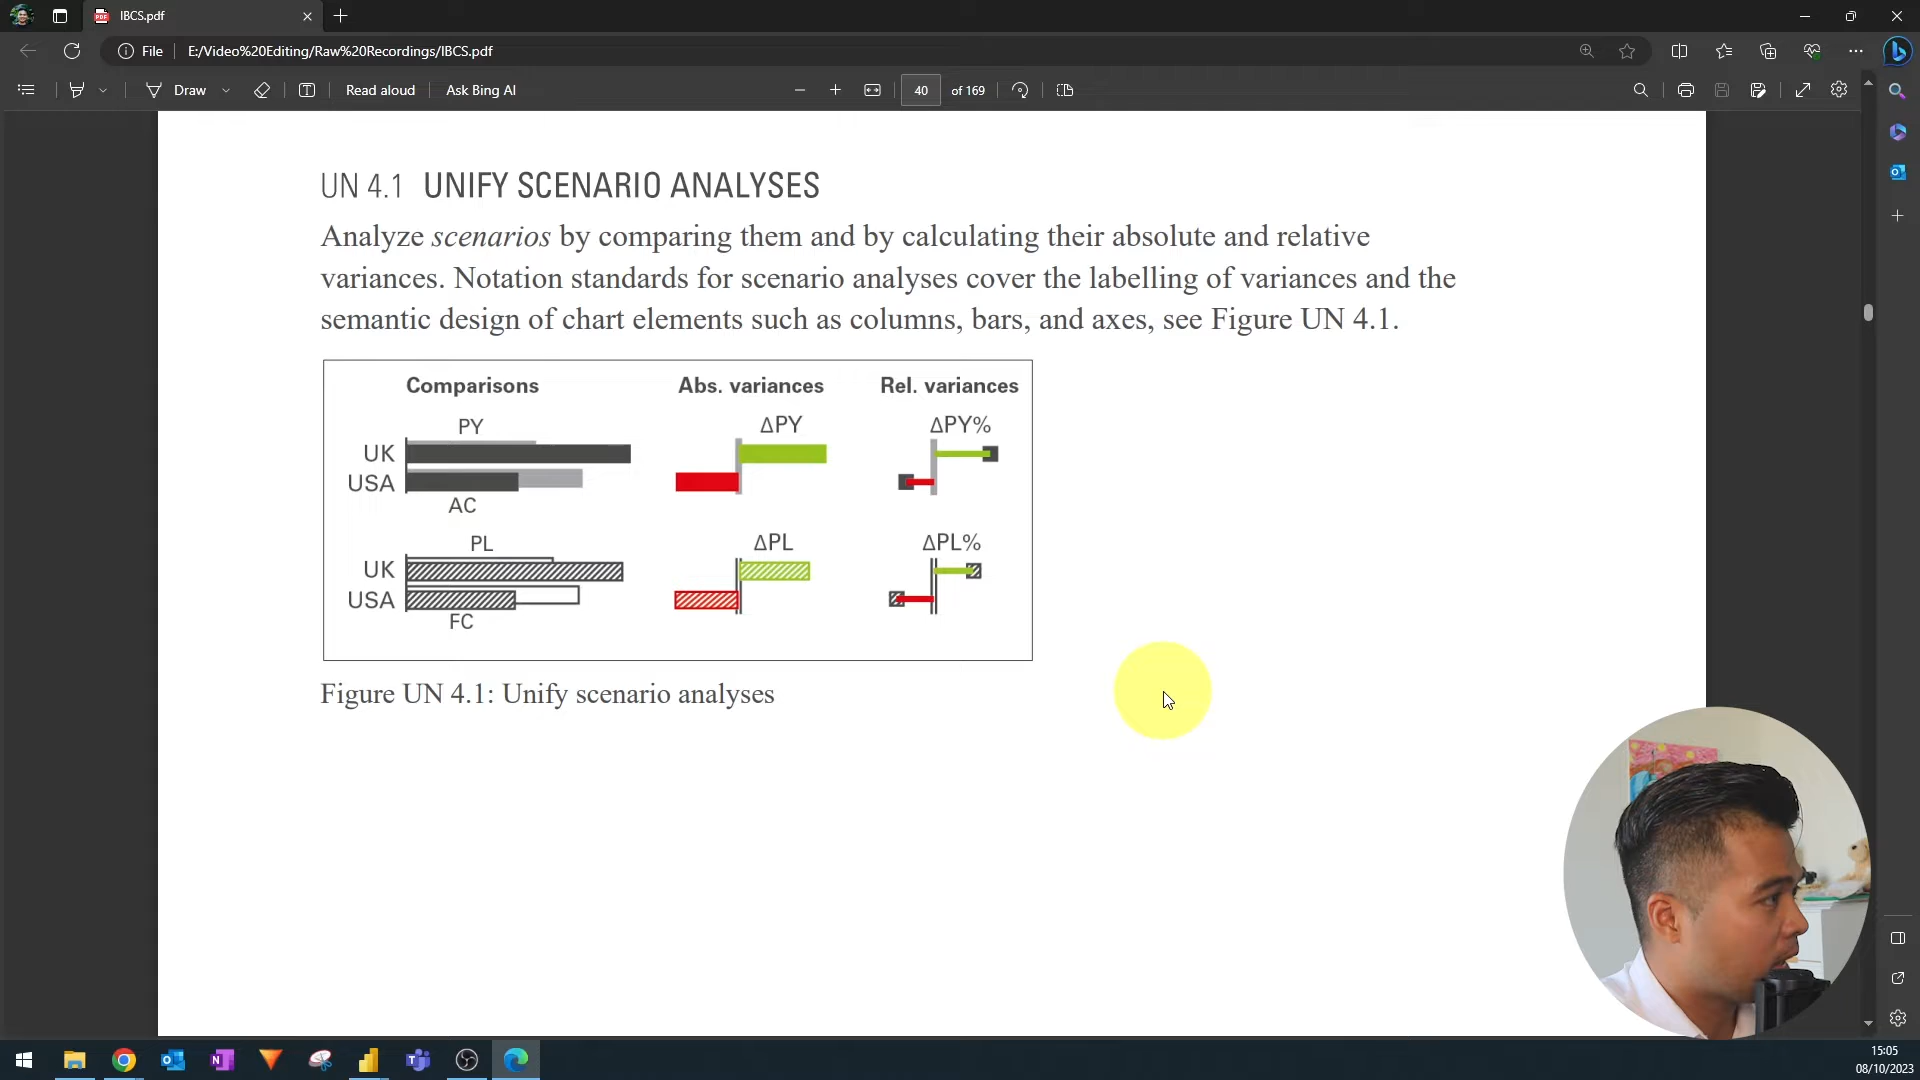 IBCS.pdf
File
E:/Video%20Editing/Raw%20Recordings/IBCS.pdf
Draw
Read aloud
Ask Bing AI
40 of 169
UN 4.1 UNIFY SCENARIO ANALYSES
Analyze scenarios by comparing them and by calculating their absolute and relative
variances. Notation standards for scenario analyses cover the labelling of variances and the
semantic design of chart elements such as columns, bars, and axes, see Figure UN 4.1.
Comparisons Abs. variances Rel. variances
PY ΔPY ΔPY%
UK
USA
AC
PL ΔPL ΔPL%
UK
USA
FC
Figure UN 4.1: Unify scenario analyses
15:05
08/10/2023